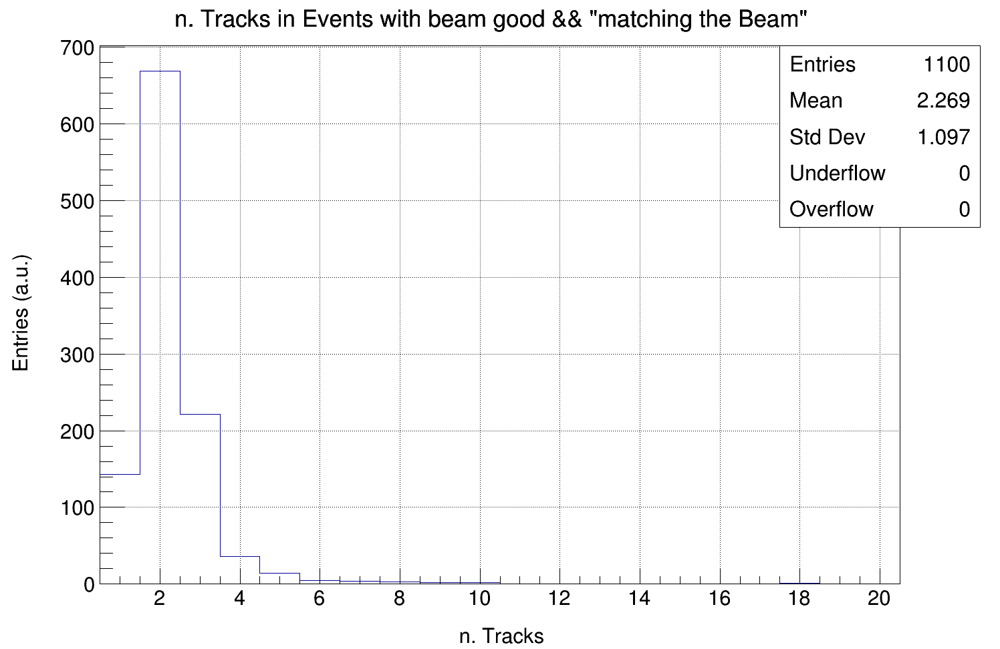 n. Tracks in Events with beam good && "matching the Beam"
Entries 1100
Mean 2.269
Std Dev 1.097
Underflow 0
Overflow 0
700
600
500
400
300
200
100
0
Entries (a.u.)
2 4 6 8 10 12 14 16 18 20
n. Tracks